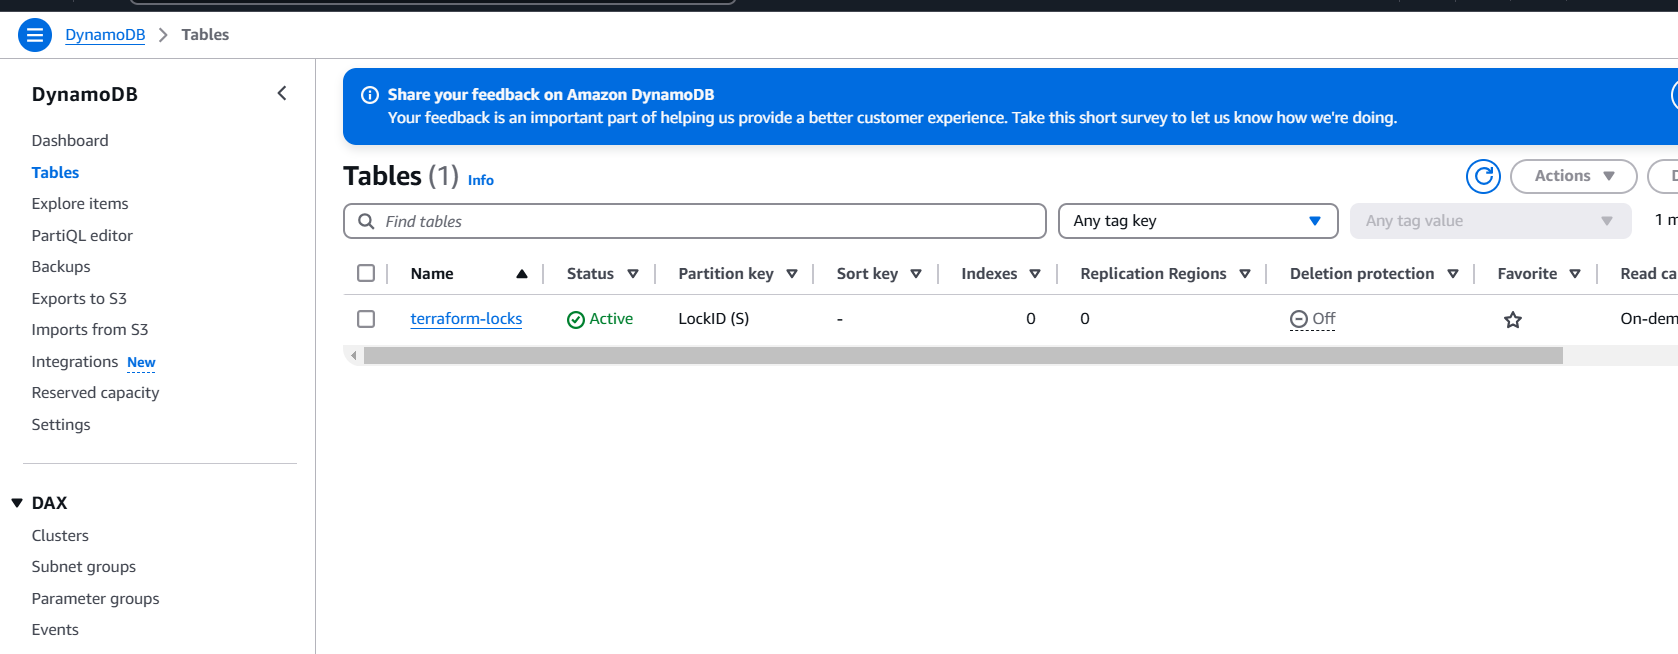 DynamoDB > Tables
DynamoDB
Dashboard
Tables
Explore items
PartiQL editor
Backups
Exports to S3
Imports from S3
Integrations New
Reserved capacity
Settings
DAX
Clusters
Subnet groups
Parameter groups
Events
Share your feedback on Amazon DynamoDB
Your feedback is an important part of helping us provide a better customer experience. Take this short survey to let us know how we're doing.
Tables (1) Info
Actions
Find tables
Any tag key
Any tag value
1
Name Status Partition key Sort key Indexes Replication Regions Deletion protection Favorite Read
terraform-locks Active LockID (S) - 0 0 Off